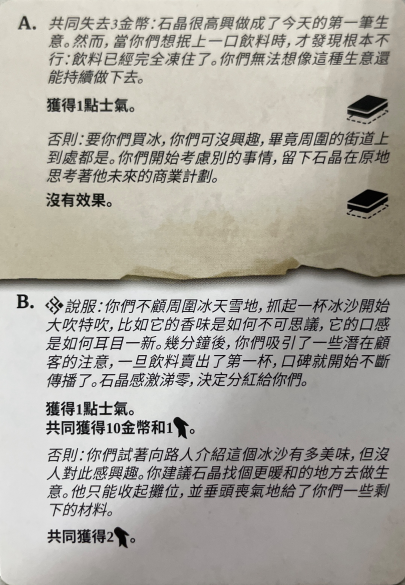 A. 共同失去3金幣：石晶很高興做成了今天的第一筆生
意。然而，當你們想抿上一口飲料時，才發現根本不
行：飲料已經完全凍住了。你們無法想像這種生意還
能持續做下去。
獲得1點士氣。
否則：要你們買冰，你們可沒興趣，畢竟周圍的街道上
到處都是。你們開始考慮別的事情，留下石晶在原地
思考著他未來的商業計劃。
沒有效果。
B. 說服：你們不顧周圍冰天雪地，抓起一杯冰沙開始
大吹特吹，比如它的香味是如何不可思議，它的口感
是如何耳目一新。幾分鐘後，你們吸引了一些潛在顧
客的注意，一旦飲料賣出了第一杯，口碑就開始不斷
傳播了。石晶感激涕零，決定分紅給你們。
獲得1點士氣。
共同獲得10金幣和1。
否則：你們試著向路人介紹這個冰沙有多美味，但沒
人對此感興趣。你建議石晶找個更暖和的地方去做生
意。他只能收起攤位，並垂頭喪氣地給了你們一些剩
下的材料。
共同獲得2。